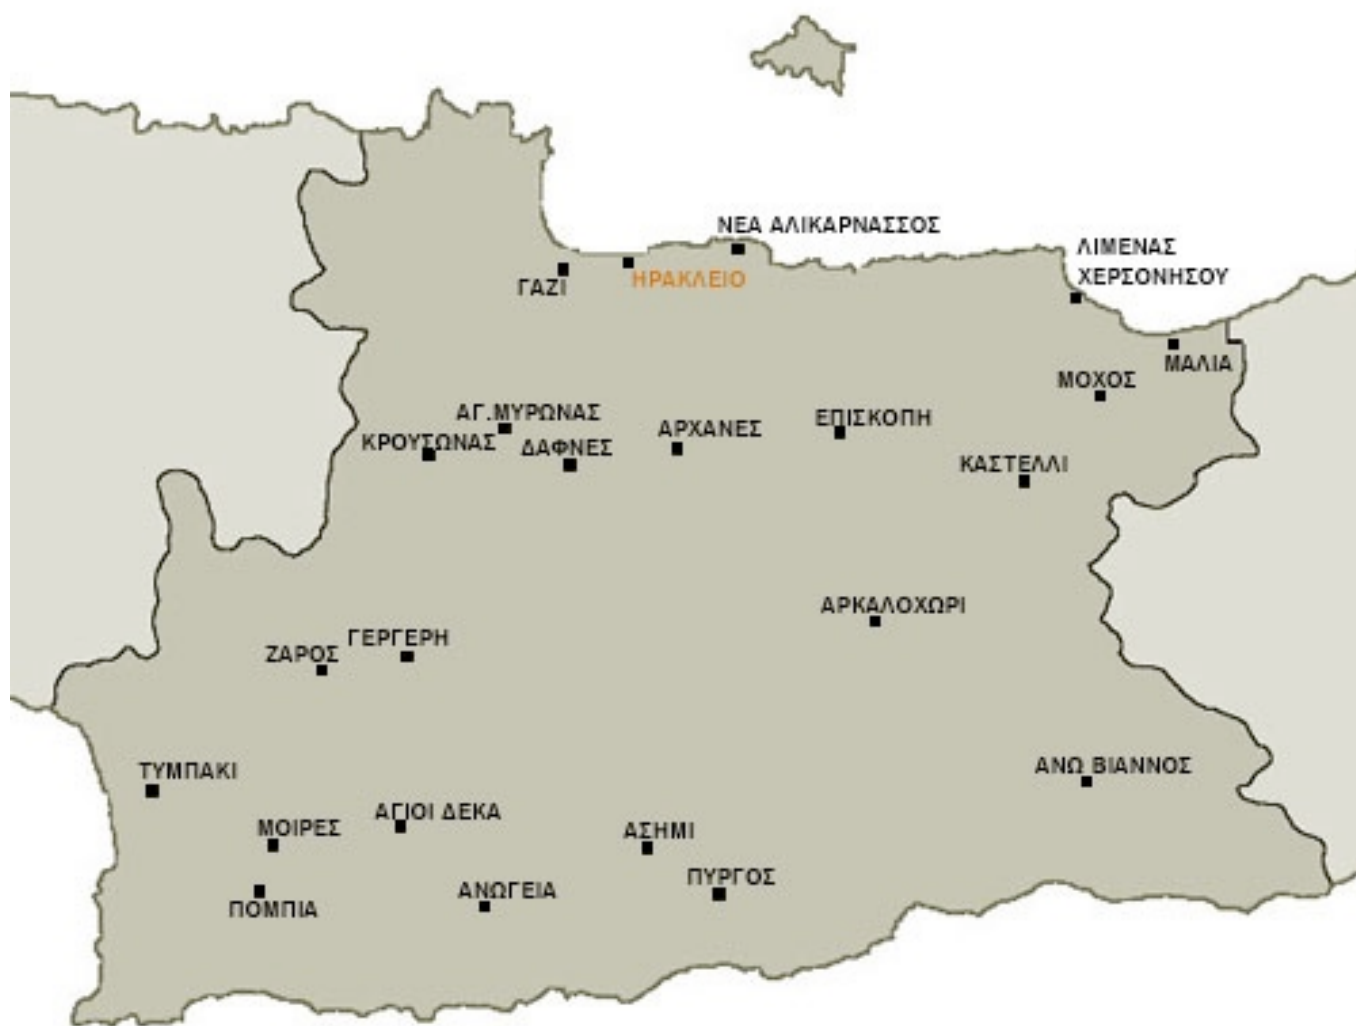 ΝΕΑ ΑΛΙΚΑΡΝΑΣΣΟΣ
ΛΙΜΕΝΑΣ
ΧΕΡΣΟΝΗΣΟΥ
ΓΑΖΙ
ΗΡΑΚΛΕΙΟ
ΜΑΛΙΑ
ΜΟΧΟΣ
ΑΓ.ΜΥΡΩΝΑΣ
ΚΡΟΥΣΩΝΑΣ
ΔΑΦΝΕΣ
ΑΡΧΑΝΕΣ
ΕΠΙΣΚΟΠΗ
ΚΑΣΤΕΛΛΙ
ΑΡΚΑΛΟΧΩΡΙ
ΓΕΡΓΕΡΗ
ΖΑΡΟΣ
ΤΥΜΠΑΚΙ
ΑΝΩ ΒΙΑΝΝΟΣ
ΜΟΙΡΕΣ
ΑΓΙΟΙ ΔΕΚΑ
ΑΣΗΜΙ
ΠΥΡΓΟΣ
ΠΟΜΠΙΑ
ΑΝΩΓΕΙΑ